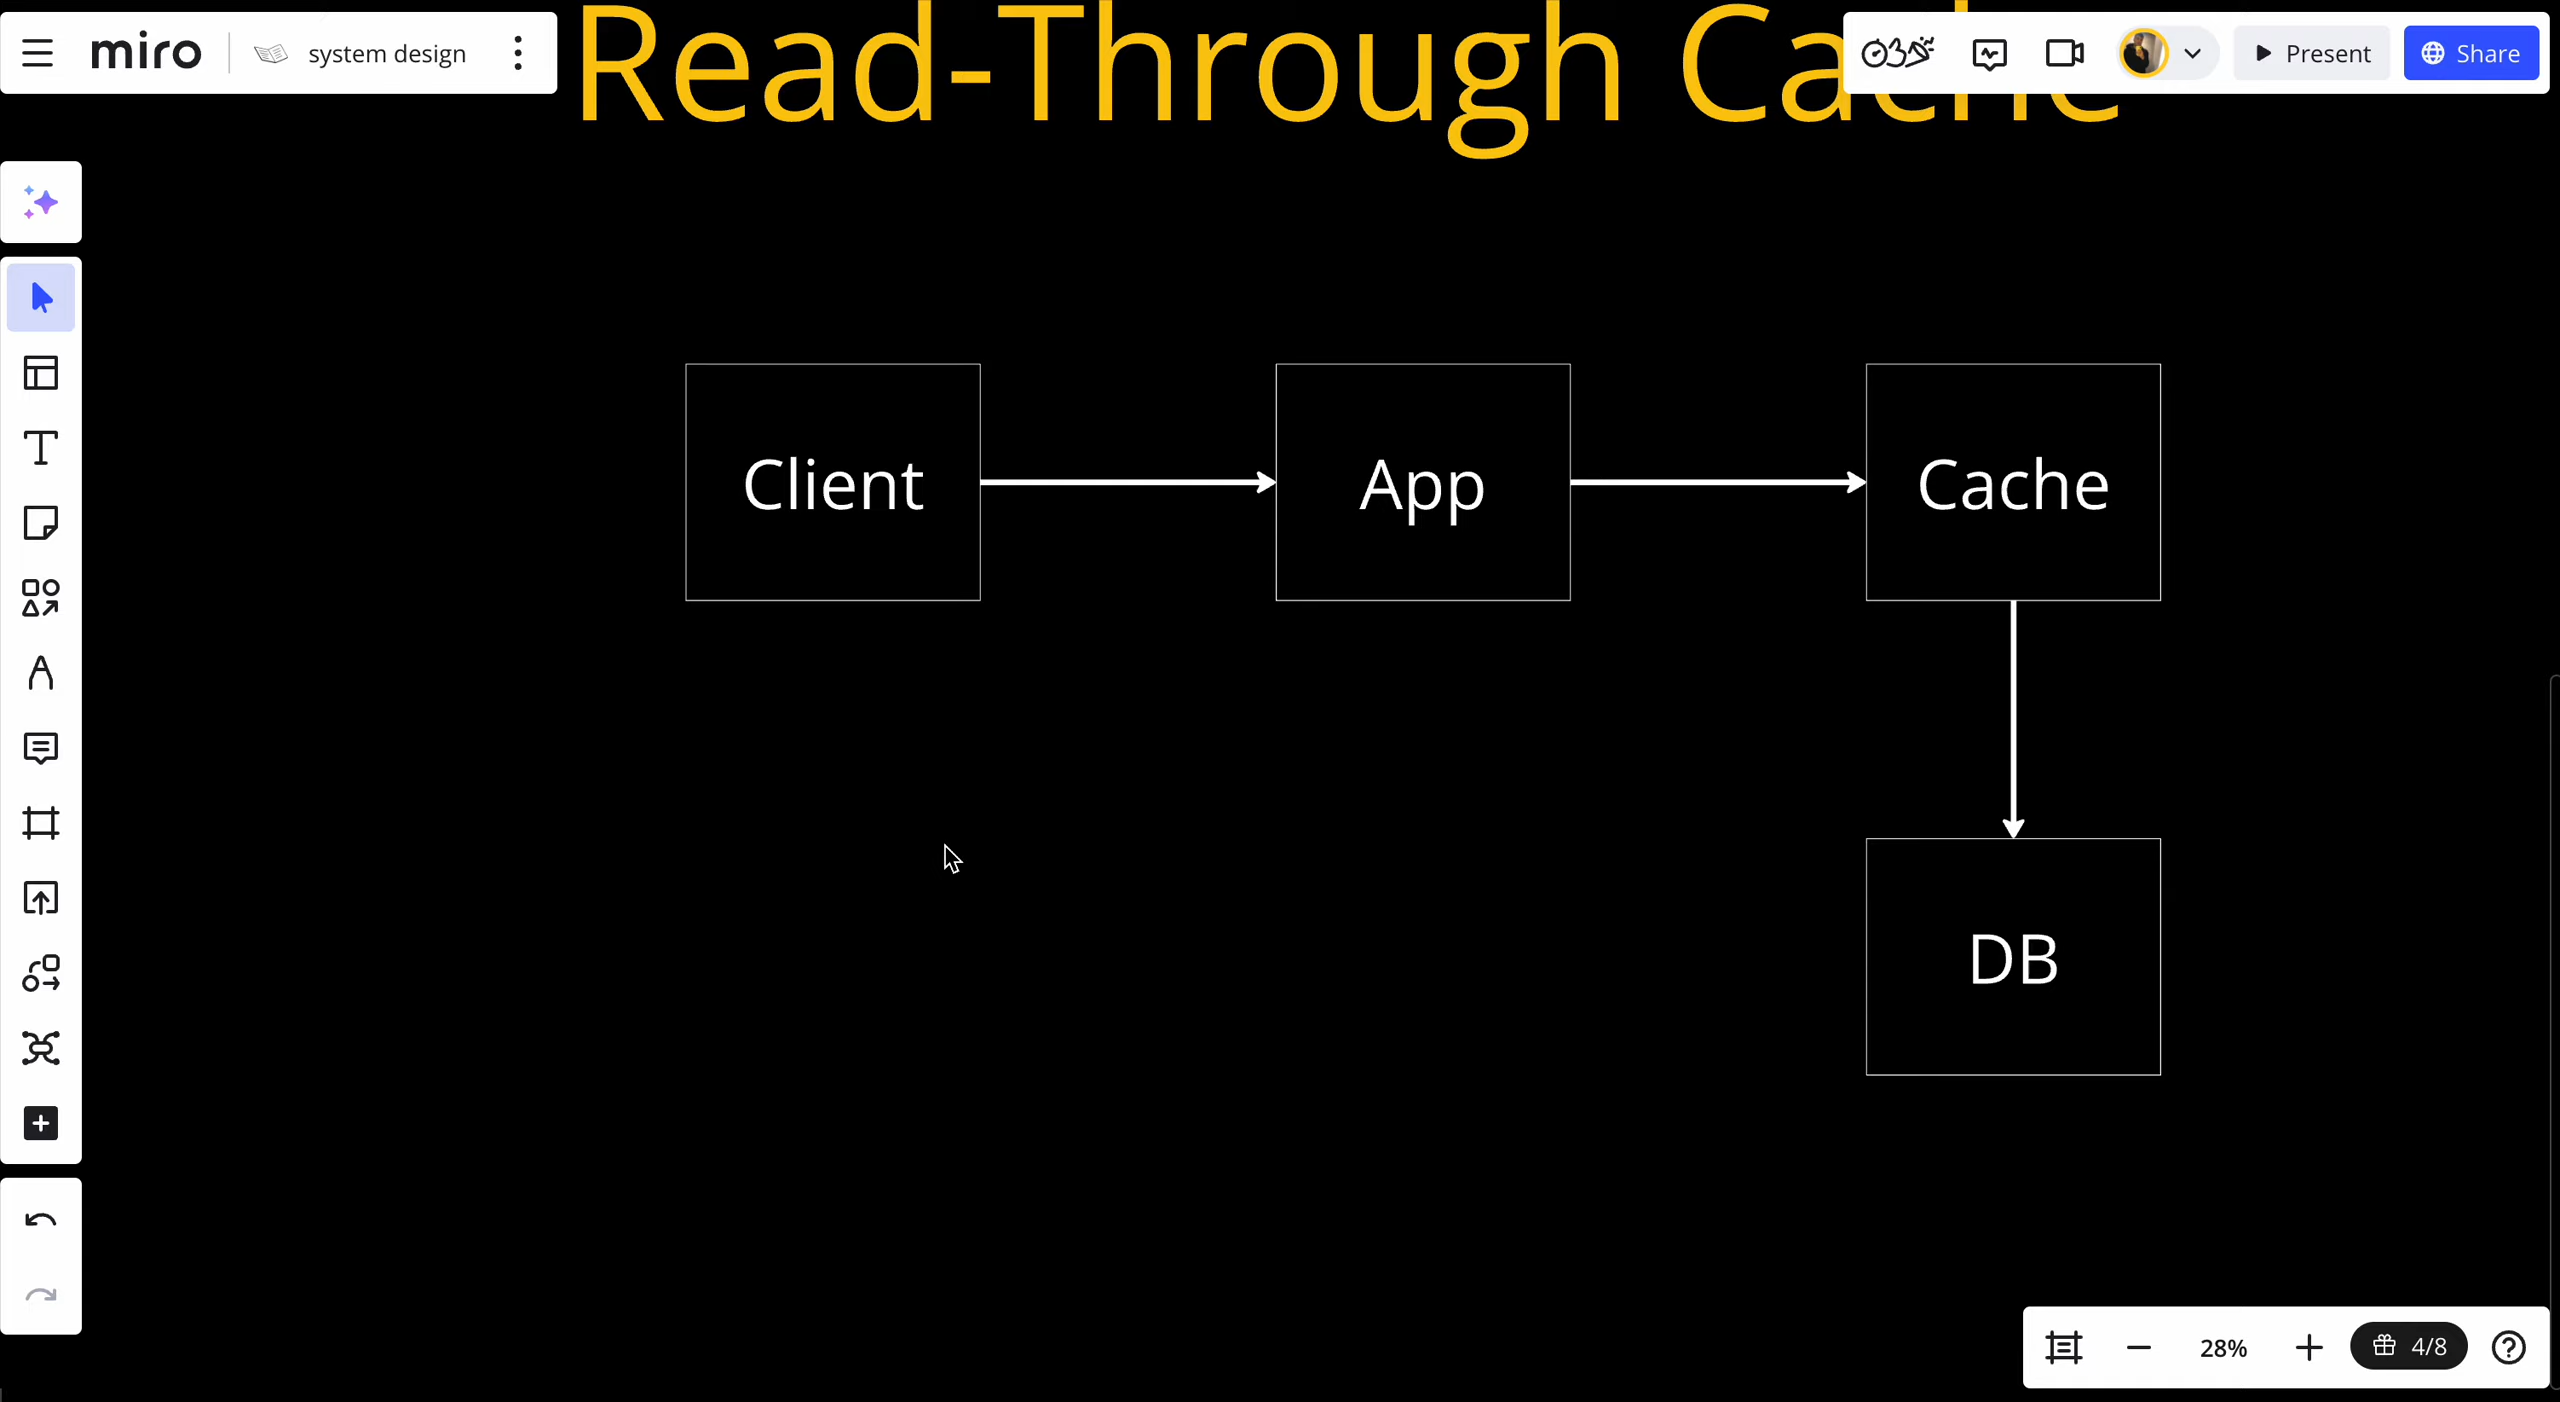 Read-Through Cache
miro
system design
Present
Share
Client
App
Cache
DB
28%
4/8